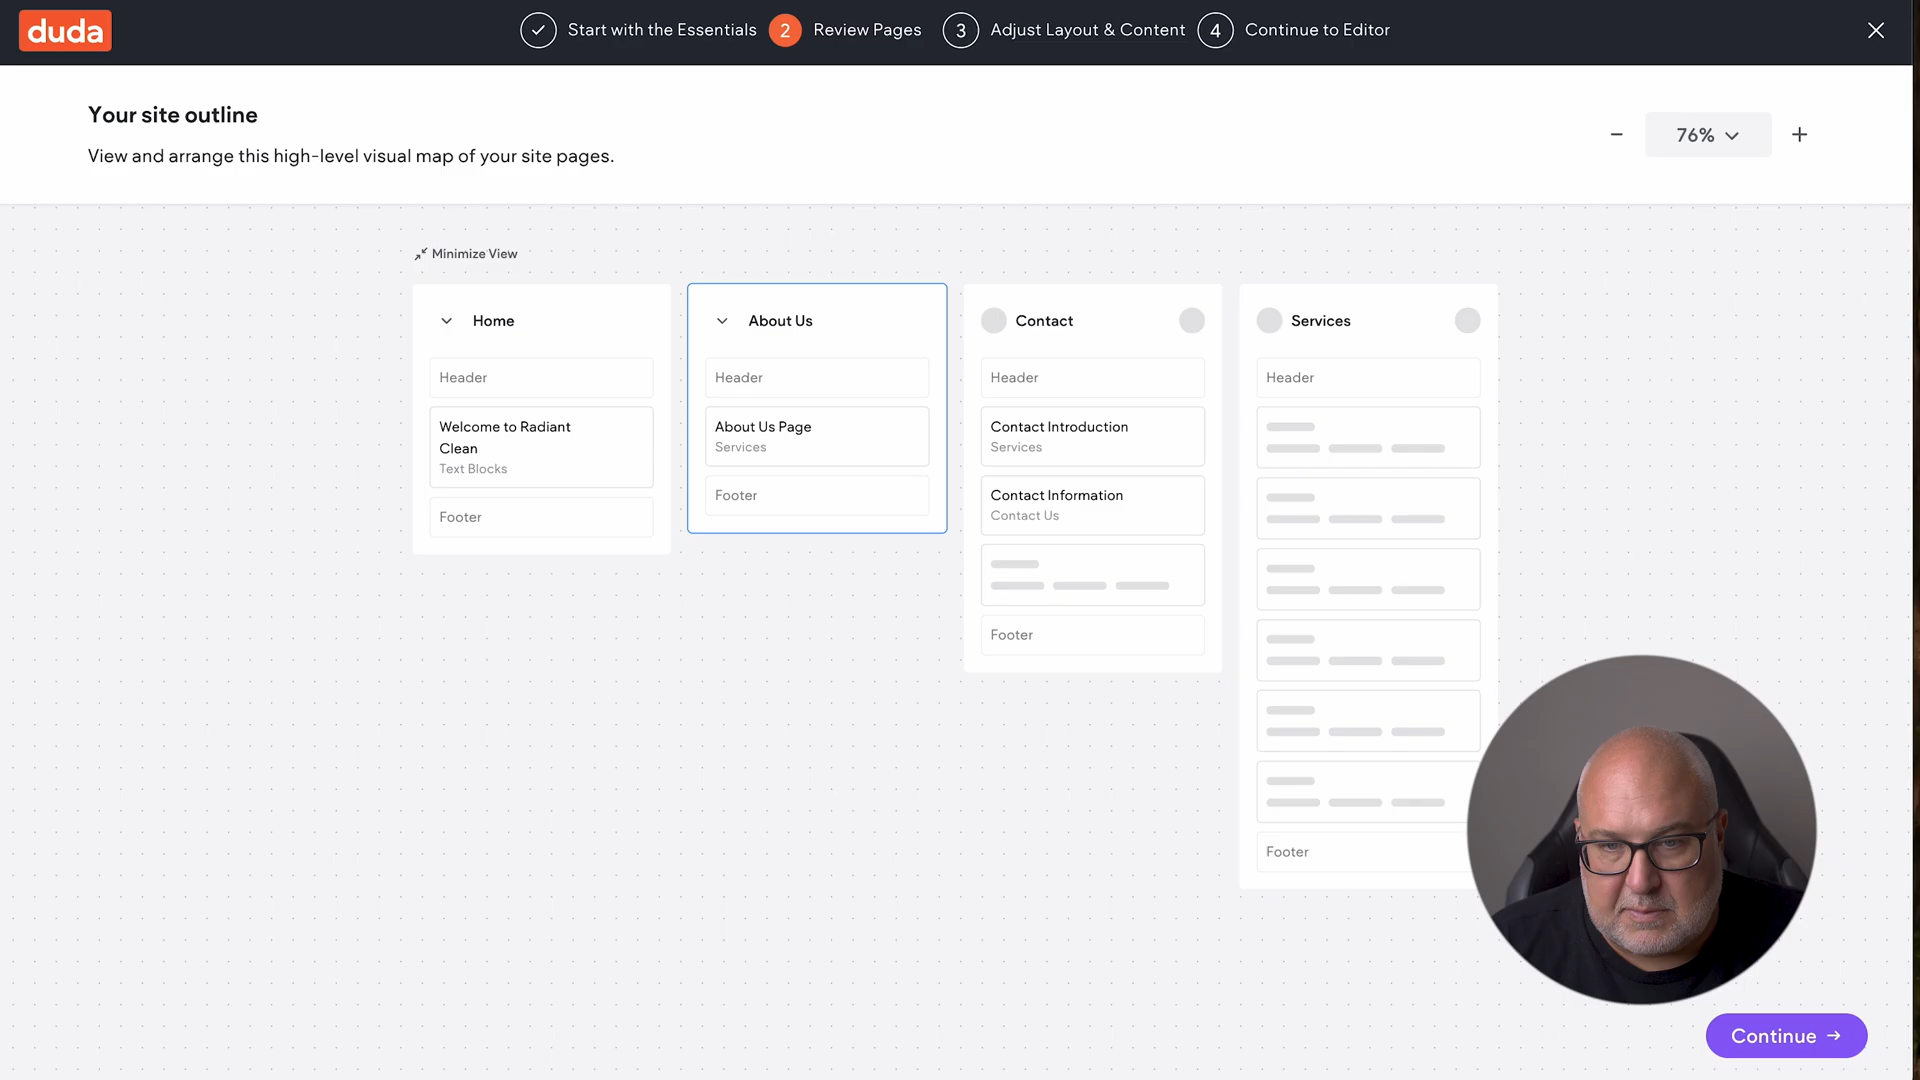 duda
Start with the Essentials
2 Review Pages
3 Adjust Layout & Content
4 Continue to Editor
Your site outline
View and arrange this high-level visual map of your site pages.
76%
Minimize View
Home
Header
Welcome to Radiant
Clean
Text Blocks
Footer
About Us
Header
About Us Page
Services
Footer
Contact
Header
Contact Introduction
Services
Contact Information
Contact Us
Footer
Services
Header
Footer
Continue